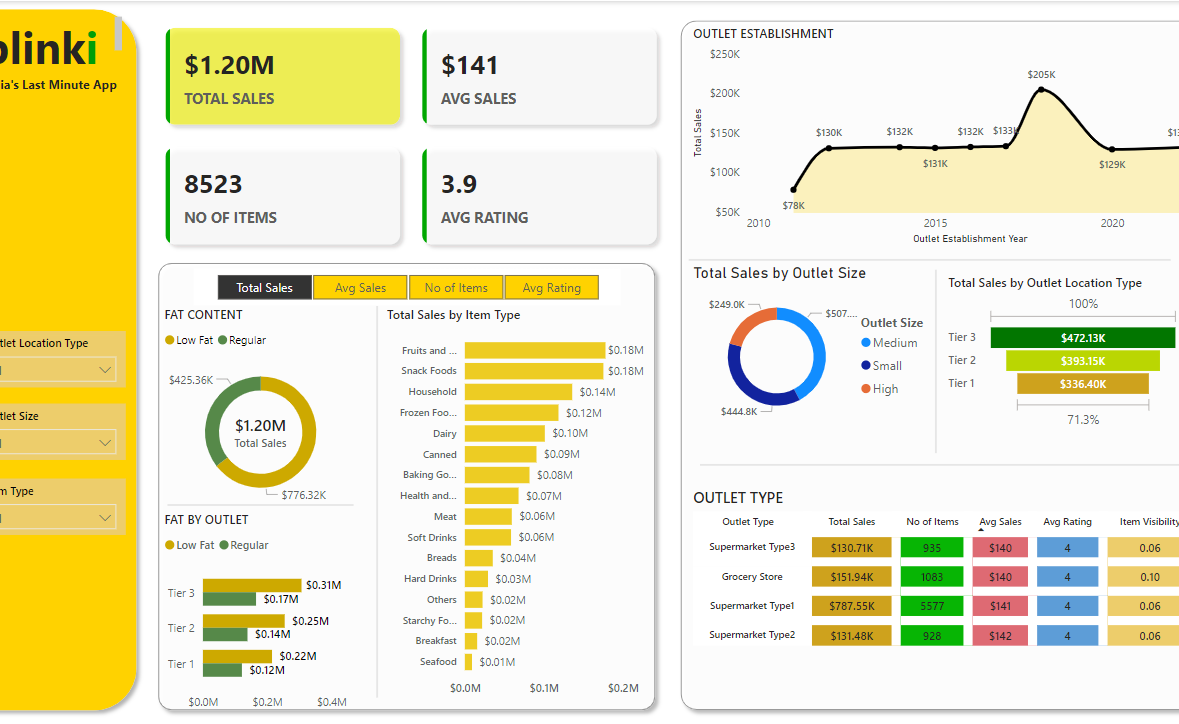 blinki
ia's Last Minute App
tlet Location Type
tlet Size
m Type
$1.20M
TOTAL SALES
$141
AVG SALES
8523
NO OF ITEMS
3.9
AVG RATING
Total Sales
Avg Sales
No of Items
Avg Rating
FAT CONTENT
Low Fat
Regular
$425.36K
$1.20M
Total Sales
$776.32K
FAT BY OUTLET
Low Fat
Regular
Tier 3
$0.31M
$0.17M
Tier 2
$0.25M
$0.14M
Tier 1
$0.22M
$0.12M
$0.0M
$0.2M
$0.4M
Total Sales by Item Type
Fruits and ...
$0.18M
Snack Foods
$0.18M
Household
$0.14M
Frozen Foo...
$0.12M
Dairy
$0.10M
Canned
$0.09M
Baking Go...
$0.08M
Health and...
$0.07M
Meat
$0.06M
Soft Drinks
$0.06M
Breads
$0.04M
Hard Drinks
$0.03M
Others
$0.02M
Starchy Fo...
$0.02M
Breakfast
$0.02M
Seafood
$0.01M
$0.0M
$0.1M
$0.2M
OUTLET ESTABLISHMENT
Total Sales
$250K
$200K
$150K
$100K
$50K
$78K
$130K
$132K
$131K
$132K
$133K
$205K
$129K
$13
2010
2015
2020
Outlet Establishment Year
Total Sales by Outlet Size
$249.0K
$507....
$444.8K
Outlet Size
Medium
Small
High
Total Sales by Outlet Location Type
100%
Tier 3
$472.13K
Tier 2
$393.15K
Tier 1
$336.40K
71.3%
OUTLET TYPE
Outlet Type Total Sales No of Items Avg Sales Avg Rating Item Visibility
Supermarket Type3 $130.71K 935 $140 4 0.06
Grocery Store $151.94K 1083 $140 4 0.10
Supermarket Type1 $787.55K 5577 $141 4 0.06
Supermarket Type2 $131.48K 928 $142 4 0.06